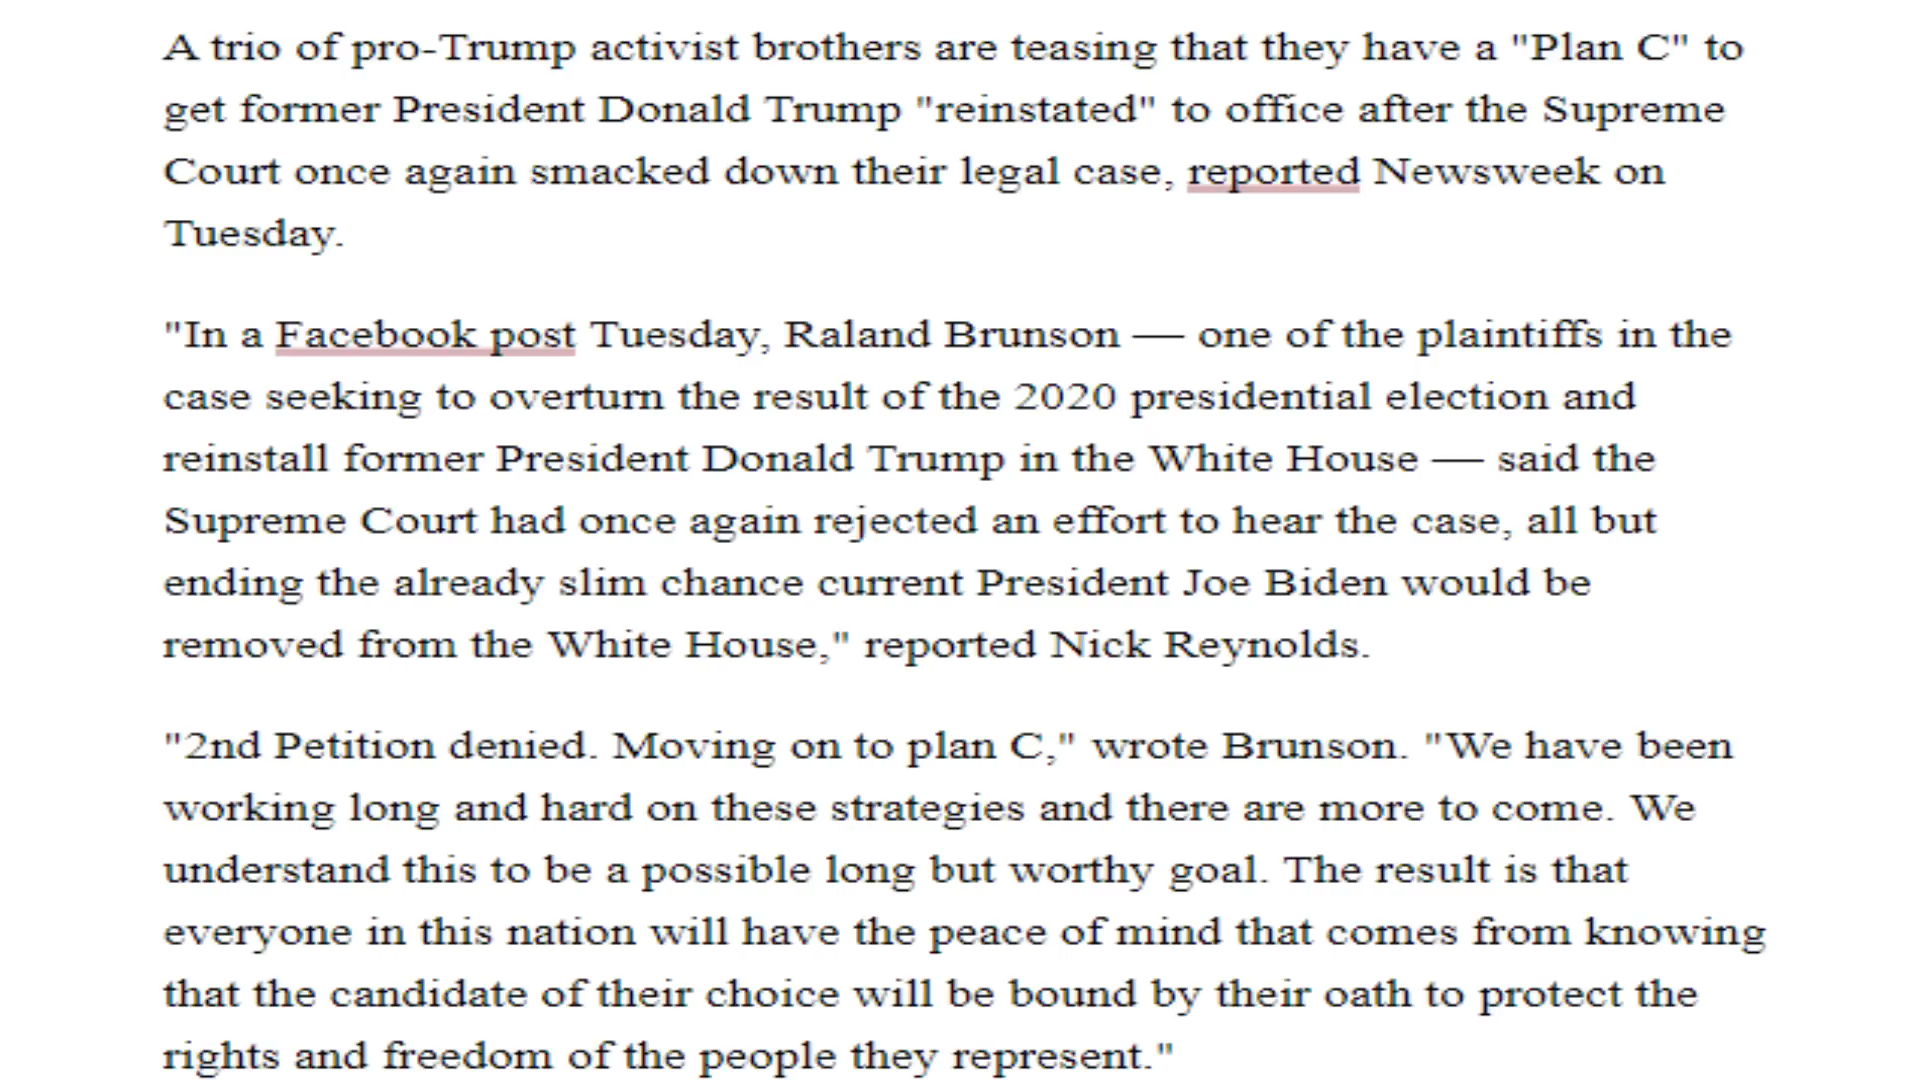 A trio of pro-Trump activist brothers are teasing that they have a "Plan C" to
get former President Donald Trump "reinstated" to office after the Supreme
Court once again smacked down their legal case, reported Newsweek on
Tuesday.
"In a Facebook post Tuesday, Raland Brunson — one of the plaintiffs in the
case seeking to overturn the result of the 2020 presidential election and
reinstall former President Donald Trump in the White House — said the
Supreme Court had once again rejected an effort to hear the case, all but
ending the already slim chance current President Joe Biden would be
removed from the White House," reported Nick Reynolds.
"2nd Petition denied. Moving on to plan C," wrote Brunson. "We have been
working long and hard on these strategies and there are more to come. We
understand this to be a possible long but worthy goal. The result is that
everyone in this nation will have the peace of mind that comes from knowing
that the candidate of their choice will be bound by their oath to protect the
rights and freedom of the people they represent."